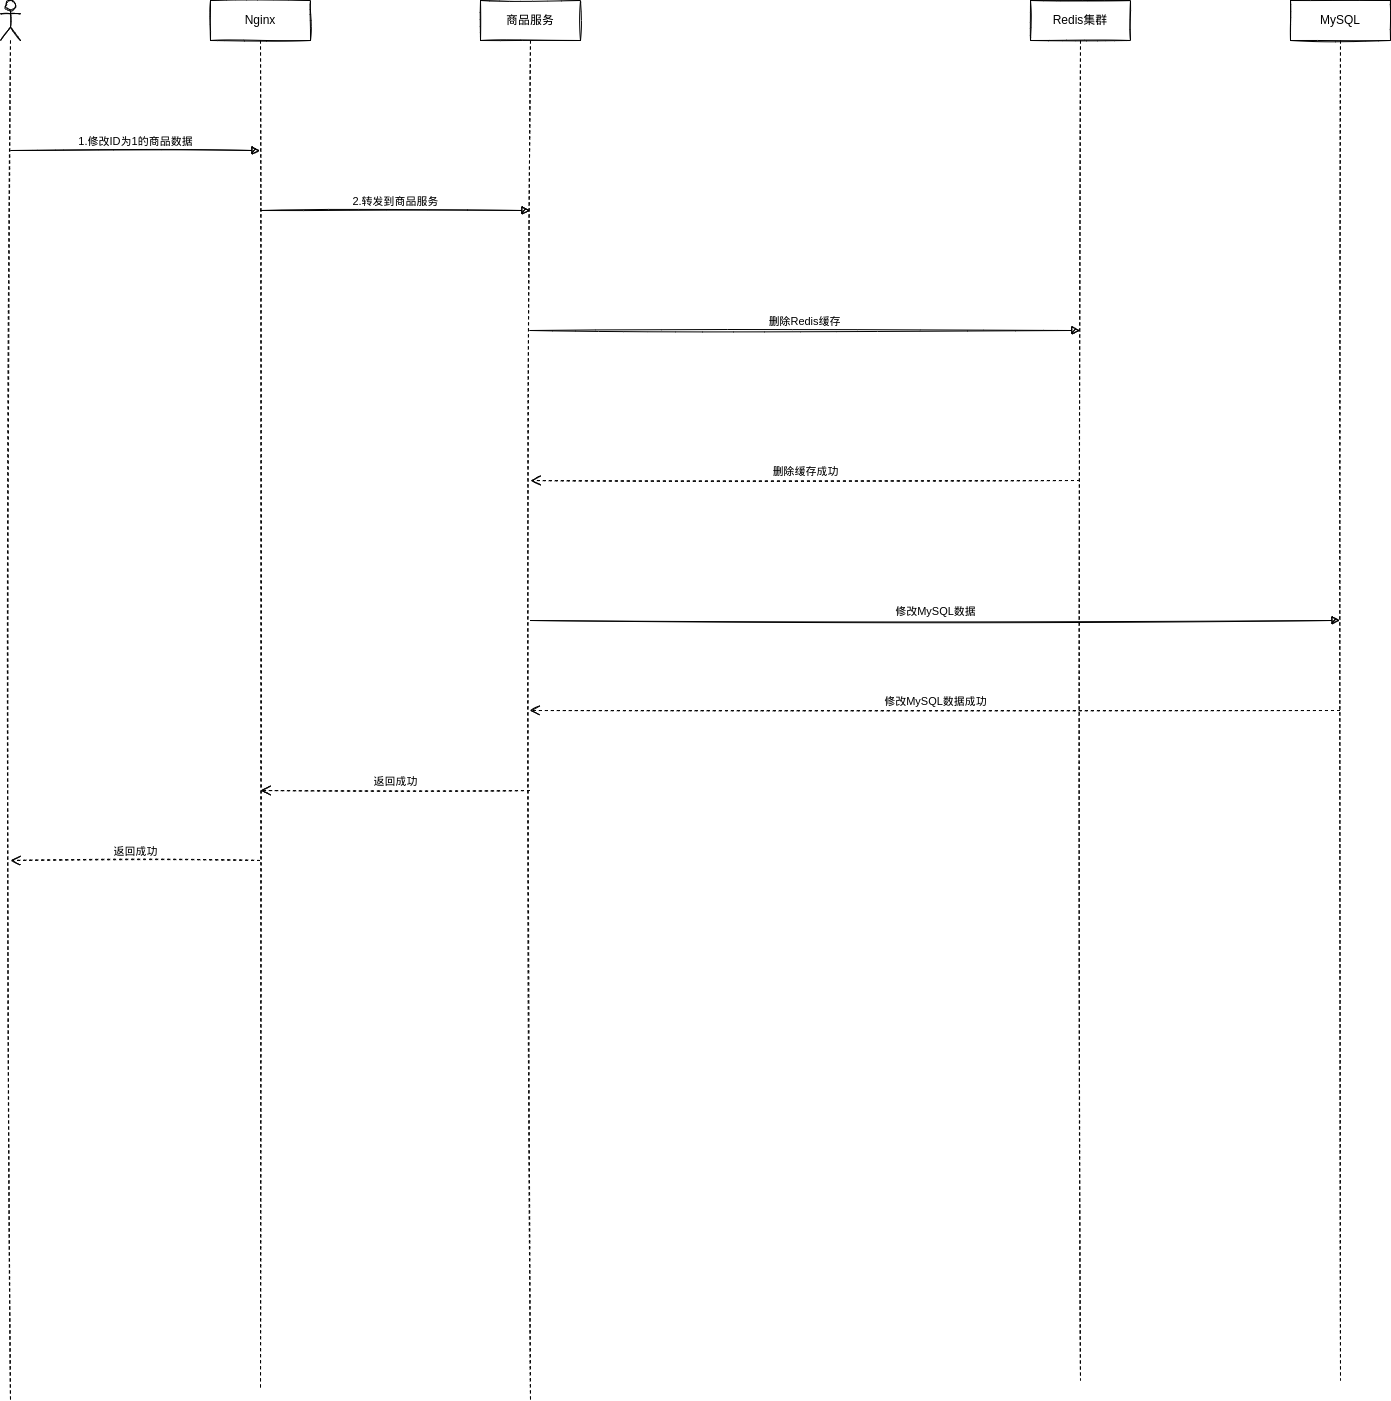 Nginx
商品服务
Redis集群
MySQL
1.修改ID为1的商品数据
2.转发到商品服务
删除Redis缓存
删除缓存成功
修改MySQL数据
修改MySQL数据成功
返回成功
返回成功